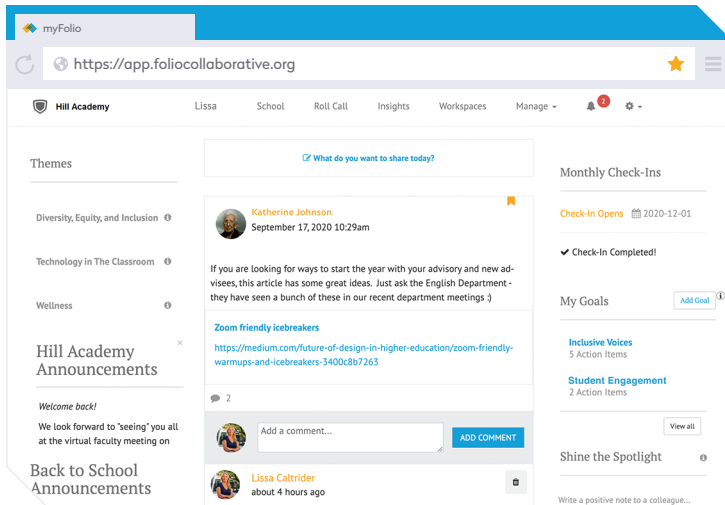 myFolio
https://app.foliocollaborative.org
Hill Academy
Lissa School Roll Call Insights Workspaces Manage 2
Themes
Diversity, Equity, and Inclusion
Technology in The Classroom
Wellness
Hill Academy
Announcements
×
Welcome back!
We look forward to "seeing" you all
at the virtual faculty meeting on
Back to School
Announcements
What do you want to share today?
Katherine Johnson
September 17, 2020 10:29am
If you are looking for ways to start the year with your advisory and new ad-
visees, this article has some great ideas. Just ask the English Department -
they have seen a bunch of these in our recent department meetings :)
Zoom friendly icebreakers
https://medium.com/future-of-design-in-higher-education/zoom-friendly-
warmups-and-icebreakers-3400c8b7263
2
Add a comment...
ADD COMMENT
Lissa Caltrider
about 4 hours ago
Monthly Check-Ins
Check-In Opens 2020-12-01
Check-In Completed!
My Goals
Add Goal
Inclusive Voices
5 Action Items
Student Engagement
2 Action Items
View all
Shine the Spotlight
Write a positive note to a colleague...